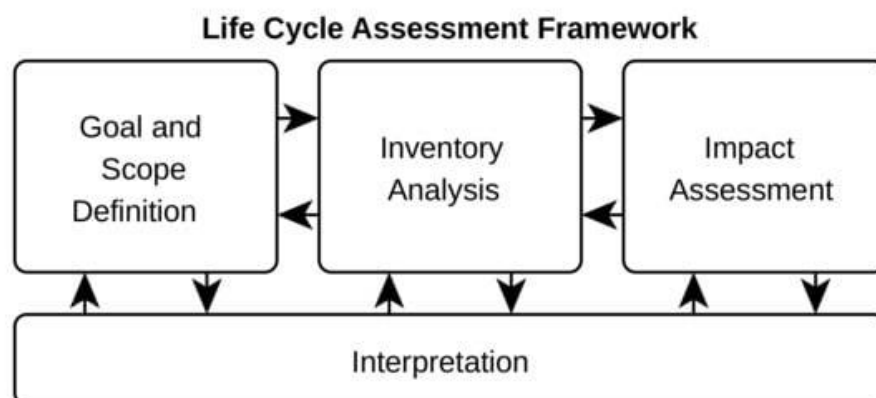 Life Cycle Assessment Framework
Goal and
Scope
Definition
Inventory
Analysis
Impact
Assessment
Interpretation